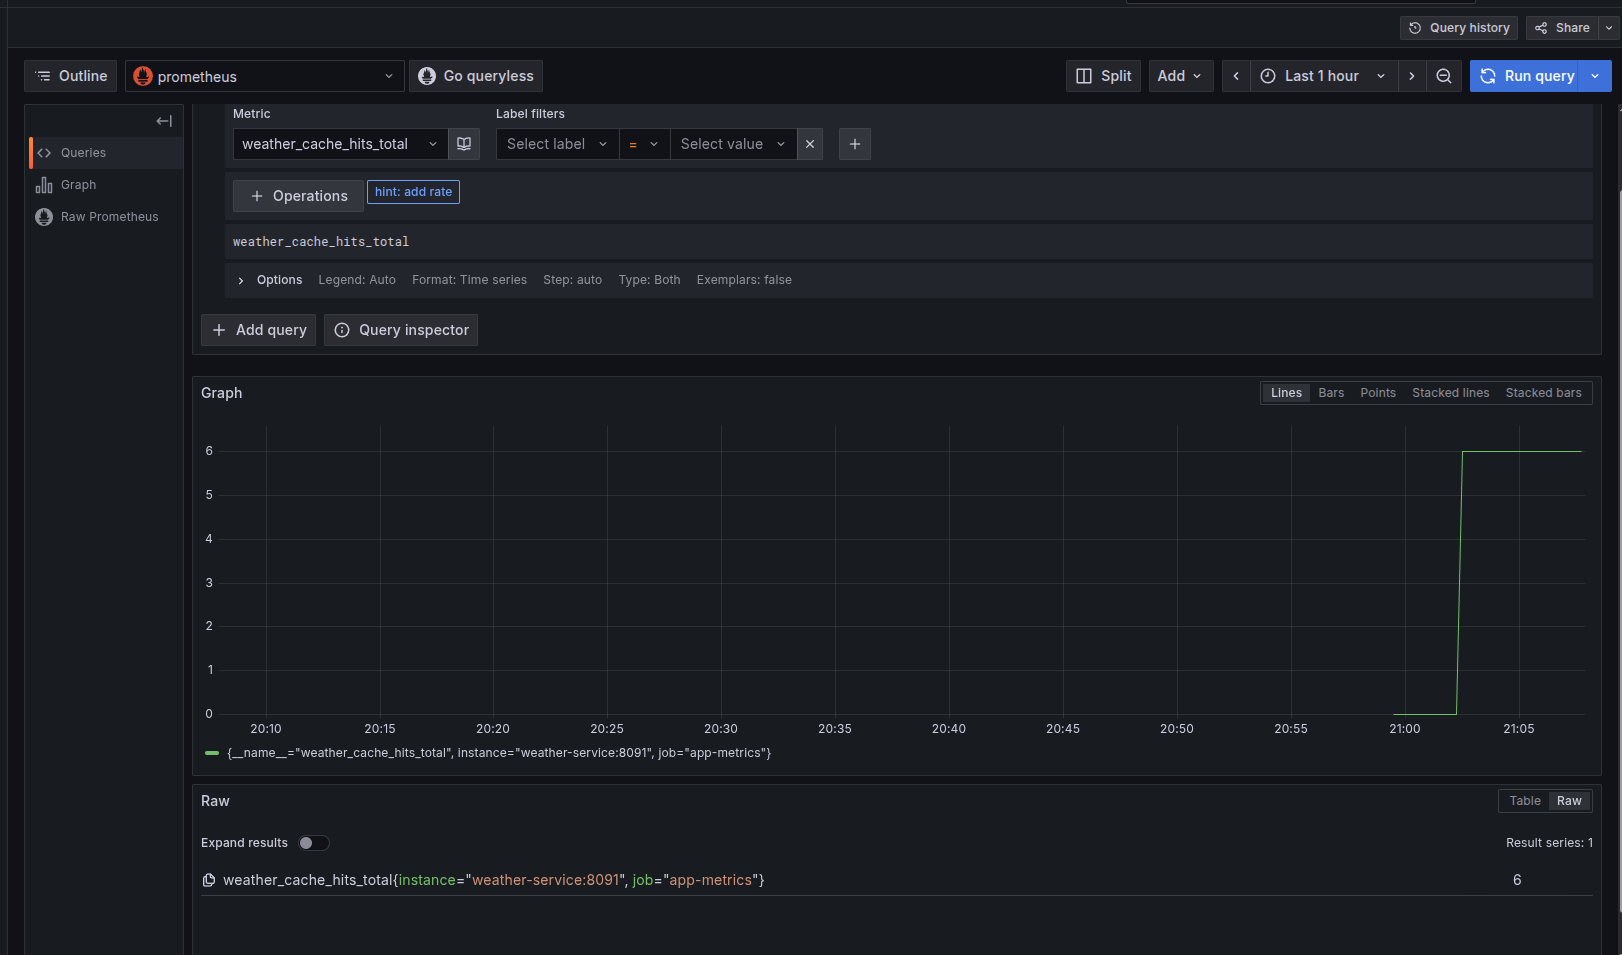 Query history Share
Outline prometheus Go queryless Split Add Last 1 hour Run query
Queries
Graph
Raw Prometheus
Metric Label filters
weather_cache_hits_total Select label = Select value
Operations hint: add rate
weather_cache_hits_total
Options Legend: Auto Format: Time series Step: auto Type: Both Exemplars: false
Add query Query inspector
Graph Lines Bars Points Stacked lines Stacked bars
6
5
4
3
2
1
0
20:10 20:15 20:20 20:25 20:30 20:35 20:40 20:45 20:50 20:55 21:00 21:05
{__name__="weather_cache_hits_total", instance="weather-service:8091", job="app-metrics"}
Raw Table Raw
Expand results Result series: 1
weather_cache_hits_total{instance="weather-service:8091", job="app-metrics"} 6